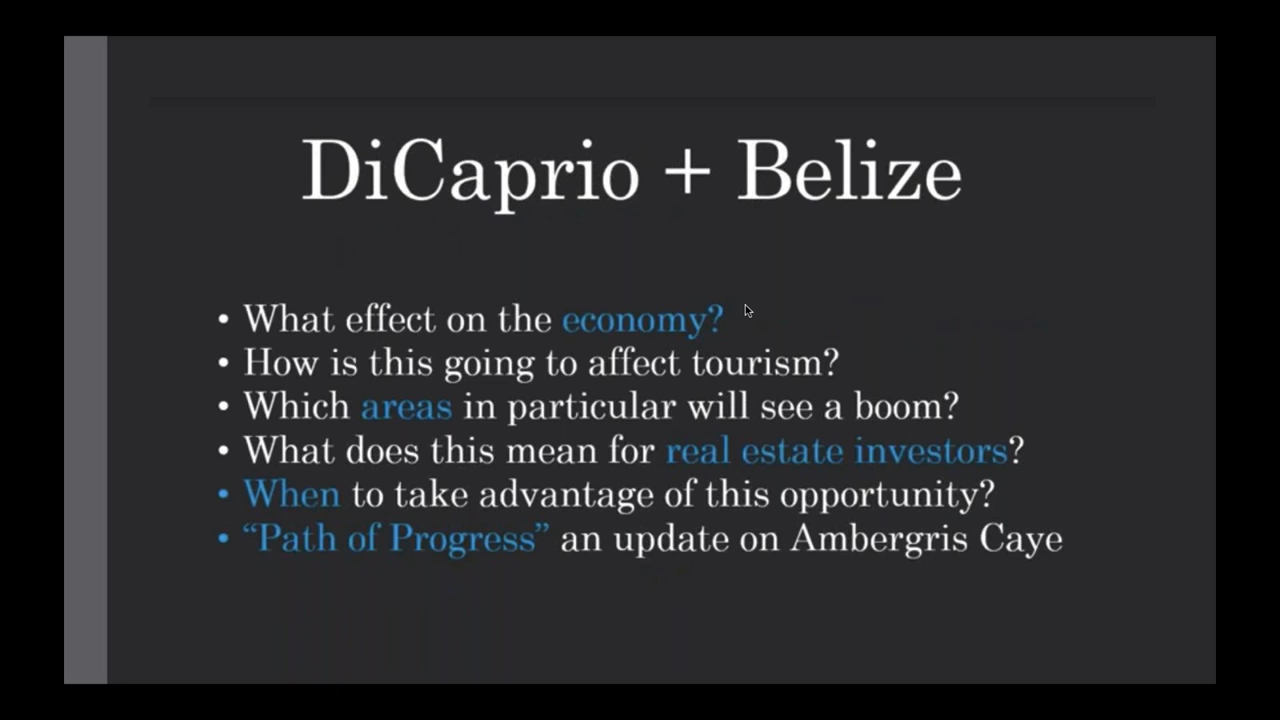 DiCaprio + Belize
• What effect on the economy?
• How is this going to affect tourism?
• Which areas in particular will see a boom?
• What does this mean for real estate investors?
• When to take advantage of this opportunity?
• “Path of Progress” an update on Ambergris Caye